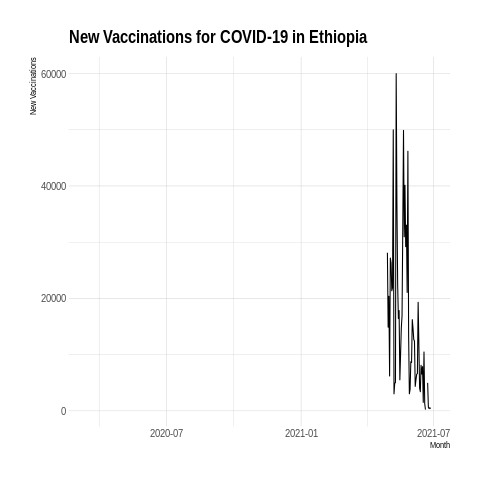 New Vaccinations for COVID-19 in Ethiopia
New Vaccinations
60000
40000
20000
0
2020-07
2021-01
2021-07
Month